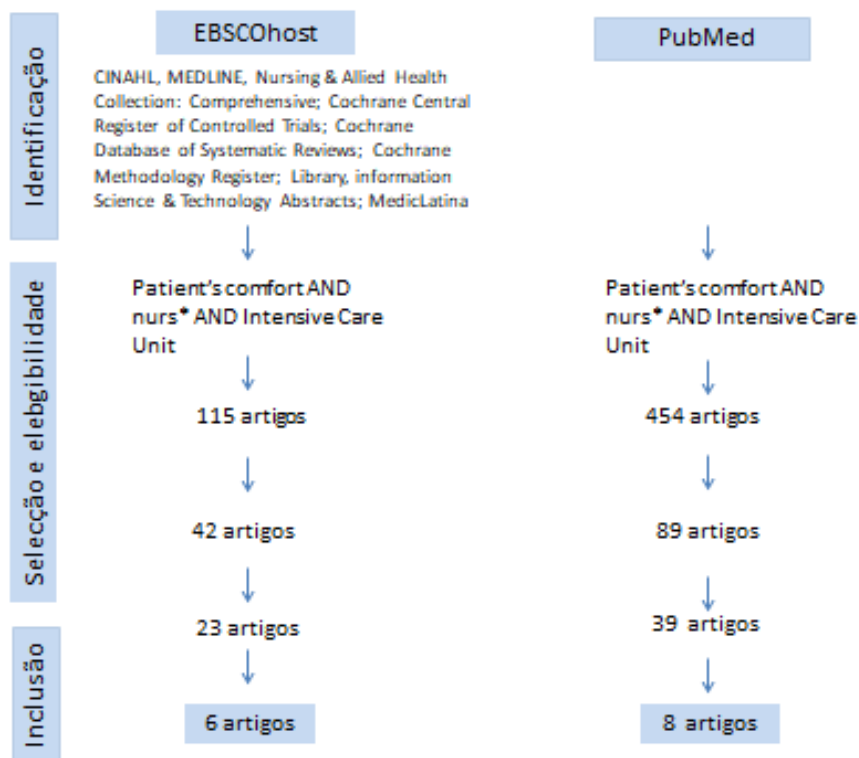 Identificação
EBSCOhost
PubMed
CINAHL, MEDLINE, Nursing & Allied Health
Collection: Comprehensive; Cochrane Central
Register of Controlled Trials; Cochrane
Database of Systematic Reviews; Cochrane
Methodology Register; Library, information
Science & Technology Abstracts; MedicLatina
Selecção e elebgibilidade
Patient's comfort AND
nurs* AND Intensive Care
Unit
Patient's comfort AND
nurs* AND Intensive Care
Unit
115 artigos
454 artigos
42 artigos
89 artigos
23 artigos
39 artigos
Inclusão
6 artigos
8 artigos